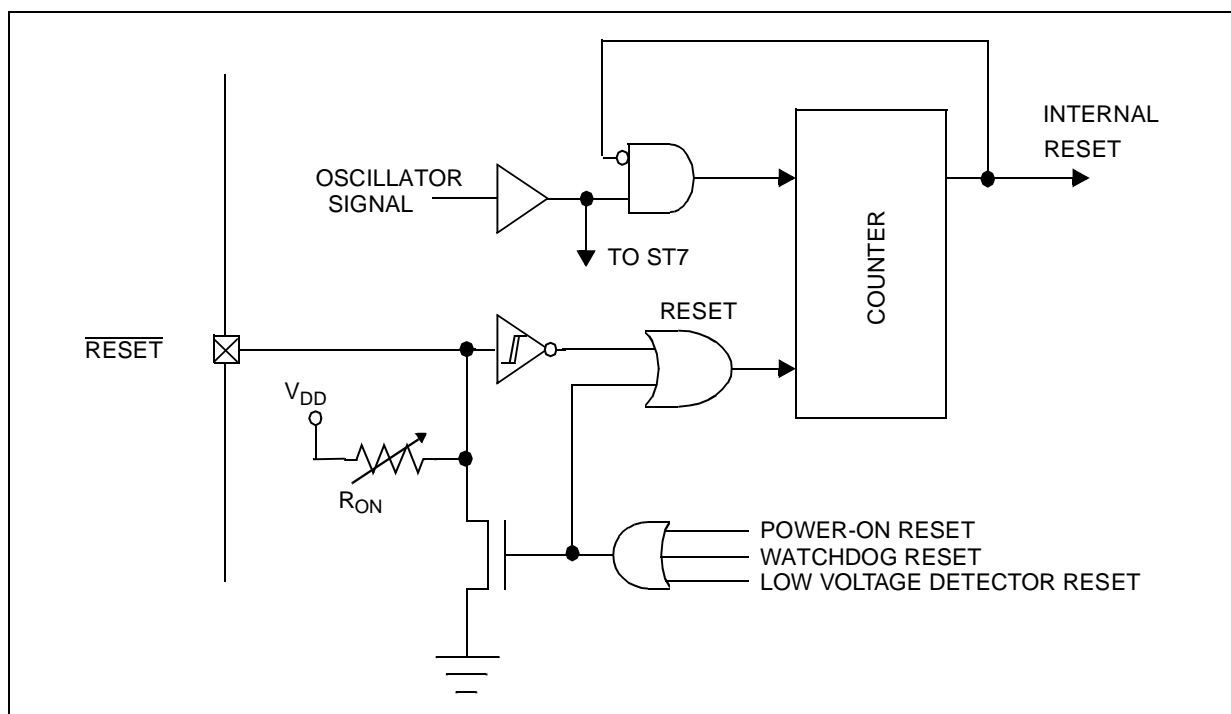 INTERNAL
RESET
OSCILLATOR
SIGNAL
TO ST7
COUNTER
RESET
RESET
VDD
RON
POWER-ON RESET
WATCHDOG RESET
LOW VOLTAGE DETECTOR RESET